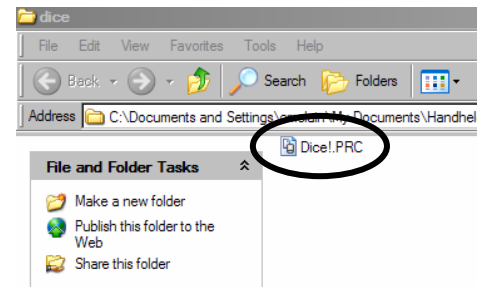 dice
File Edit View Favorites Tools Help
Back Search Folders
Address C:\Documents and Settings\ \My Documents\Handhel
Dice!.PRC
File and Folder Tasks
Make a new folder
Publish this folder to the
Web
Share this folder